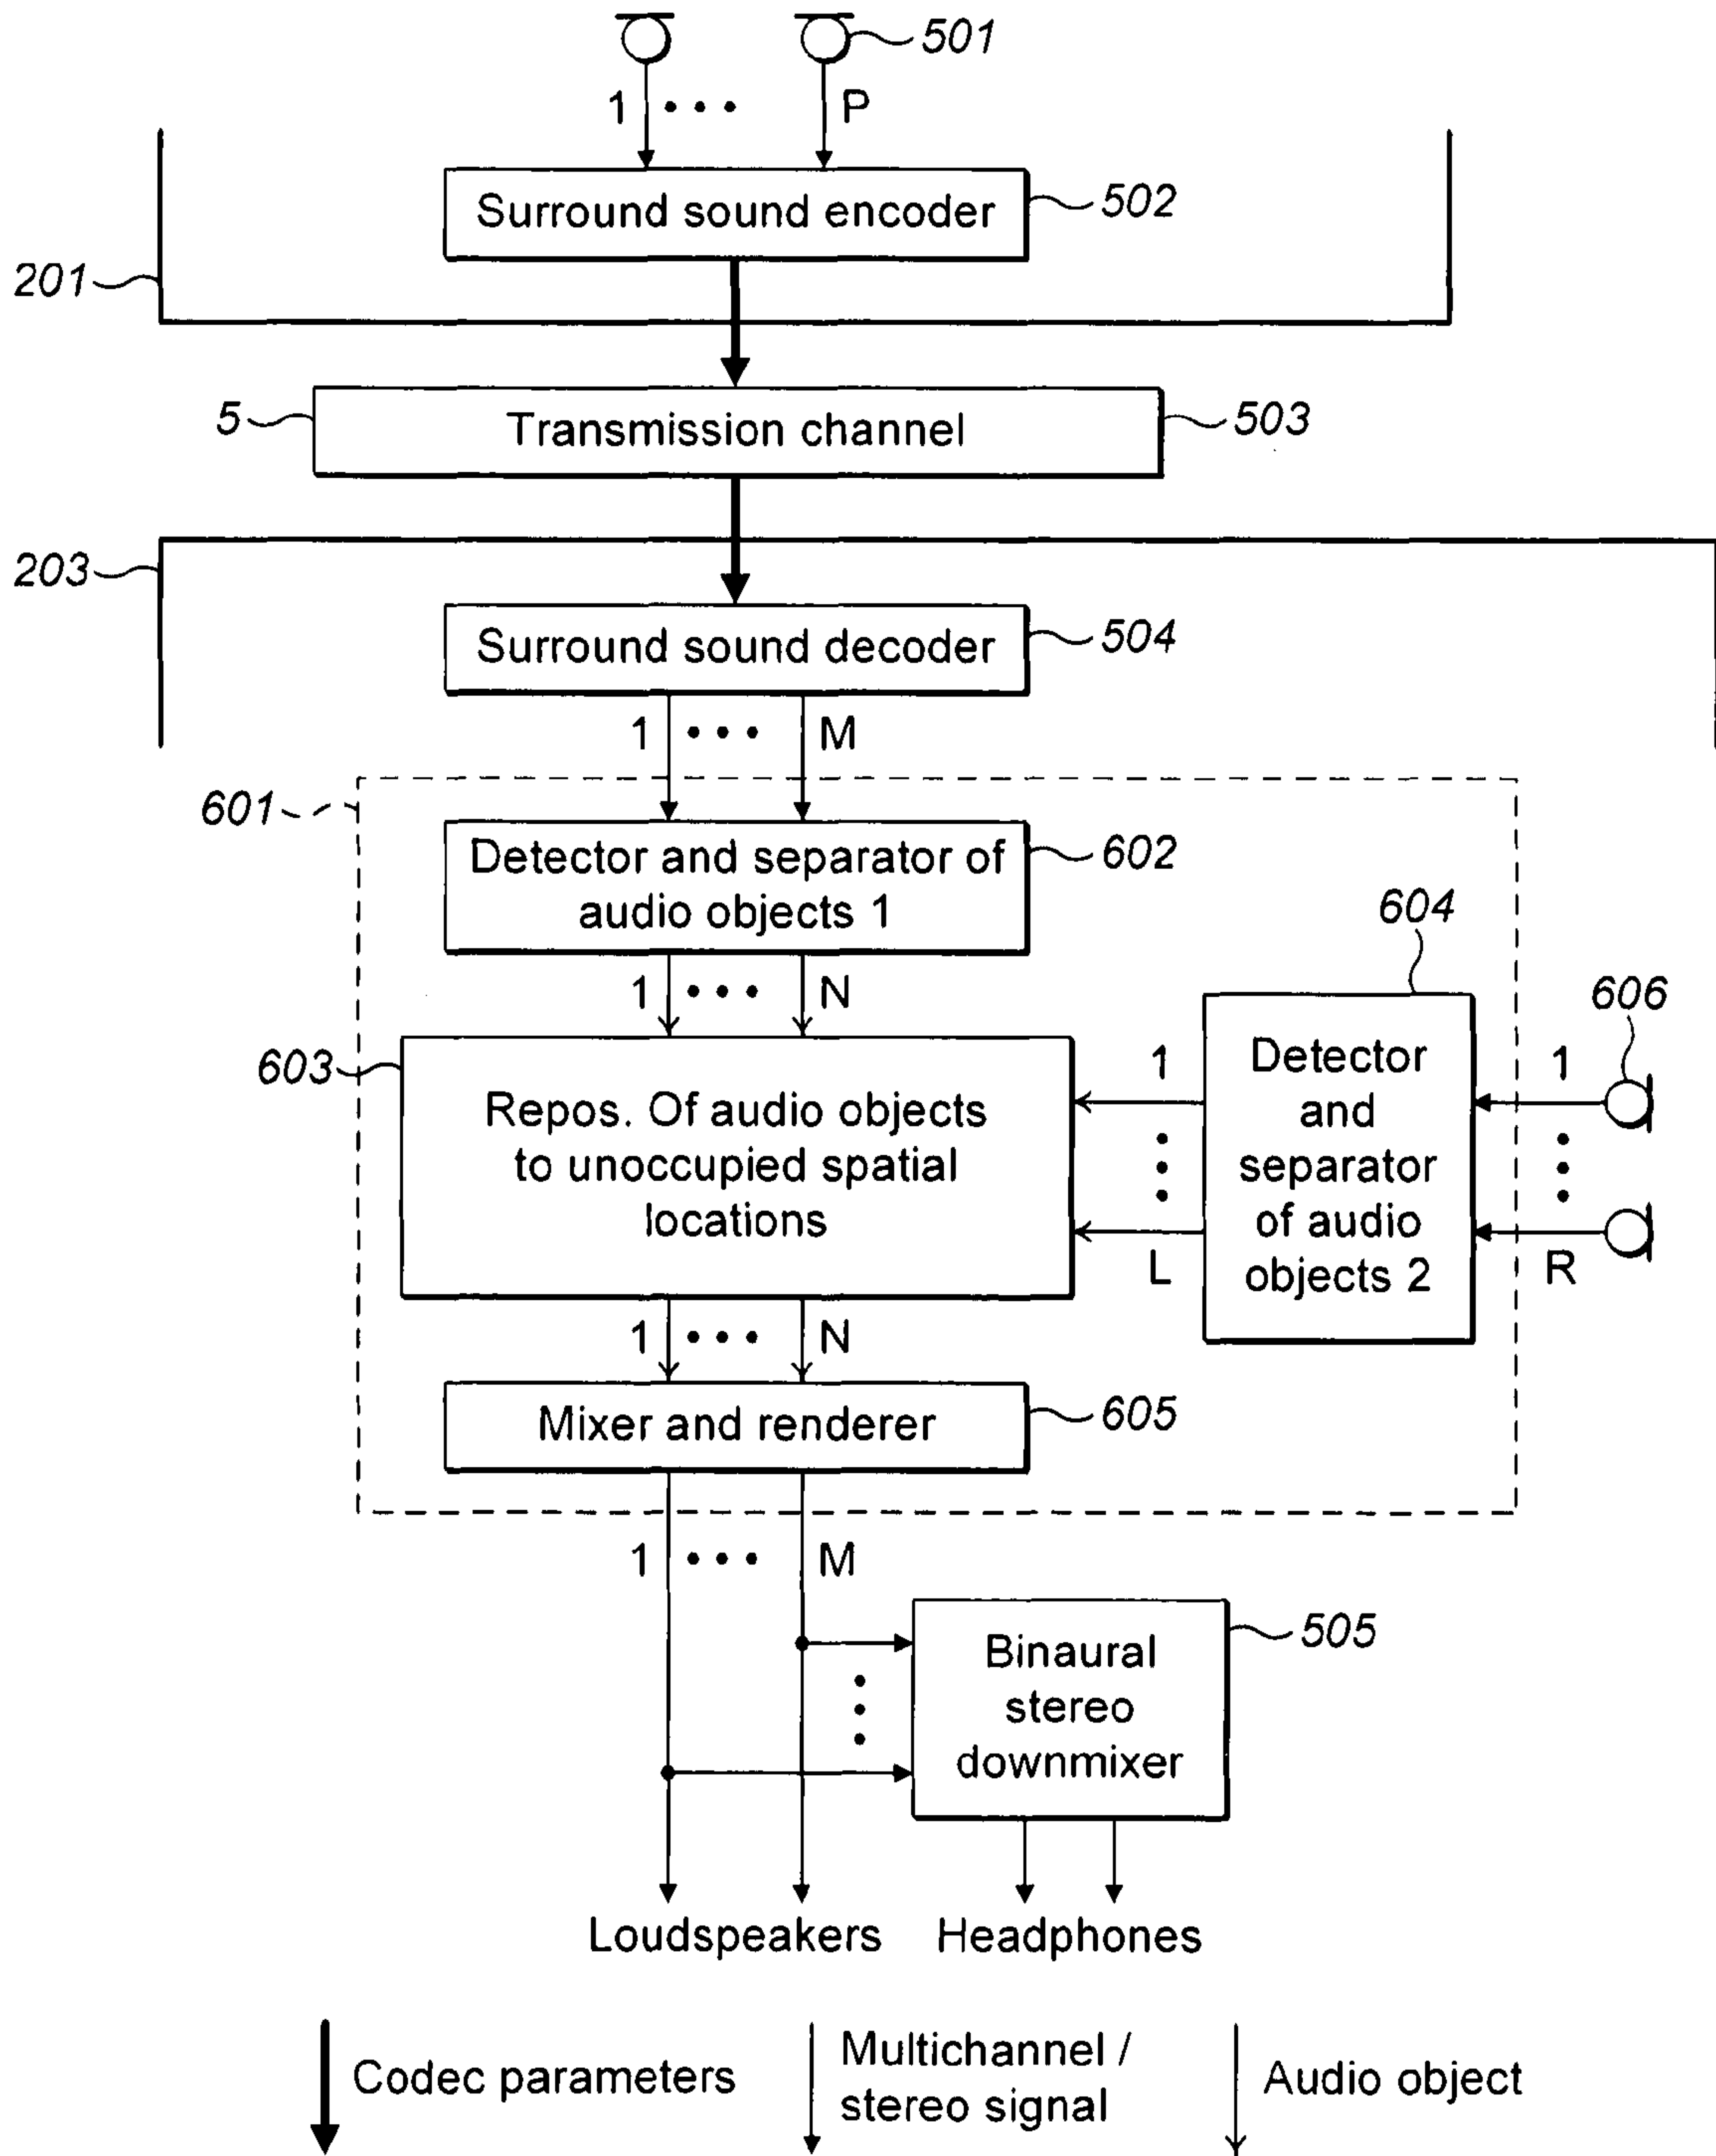 501
1 • • • P
Surround sound encoder
502
201
5
Transmission channel
503
203
Surround sound decoder
504
1 • • • M
601
Detector and separator of
audio objects 1
602
604
1 • • • N
606
603
Repos. Of audio objects
to unoccupied spatial
locations
1
L
Detector
and
separator
of audio
objects 2
1
R
1 • • • N
Mixer and renderer
605
1 • • • M
Binaural
stereo
downmixer
505
Loudspeakers
Headphones
Codec parameters
Multichannel /
stereo signal
Audio object